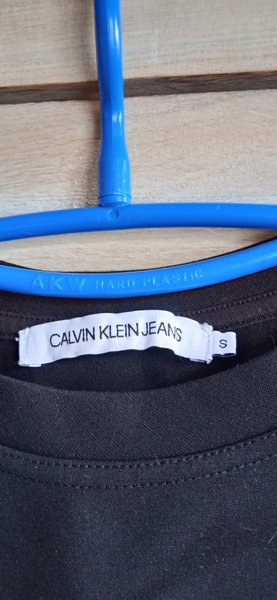 AKW HARD PLASTIC
CALVIN KLEIN JEANS
S